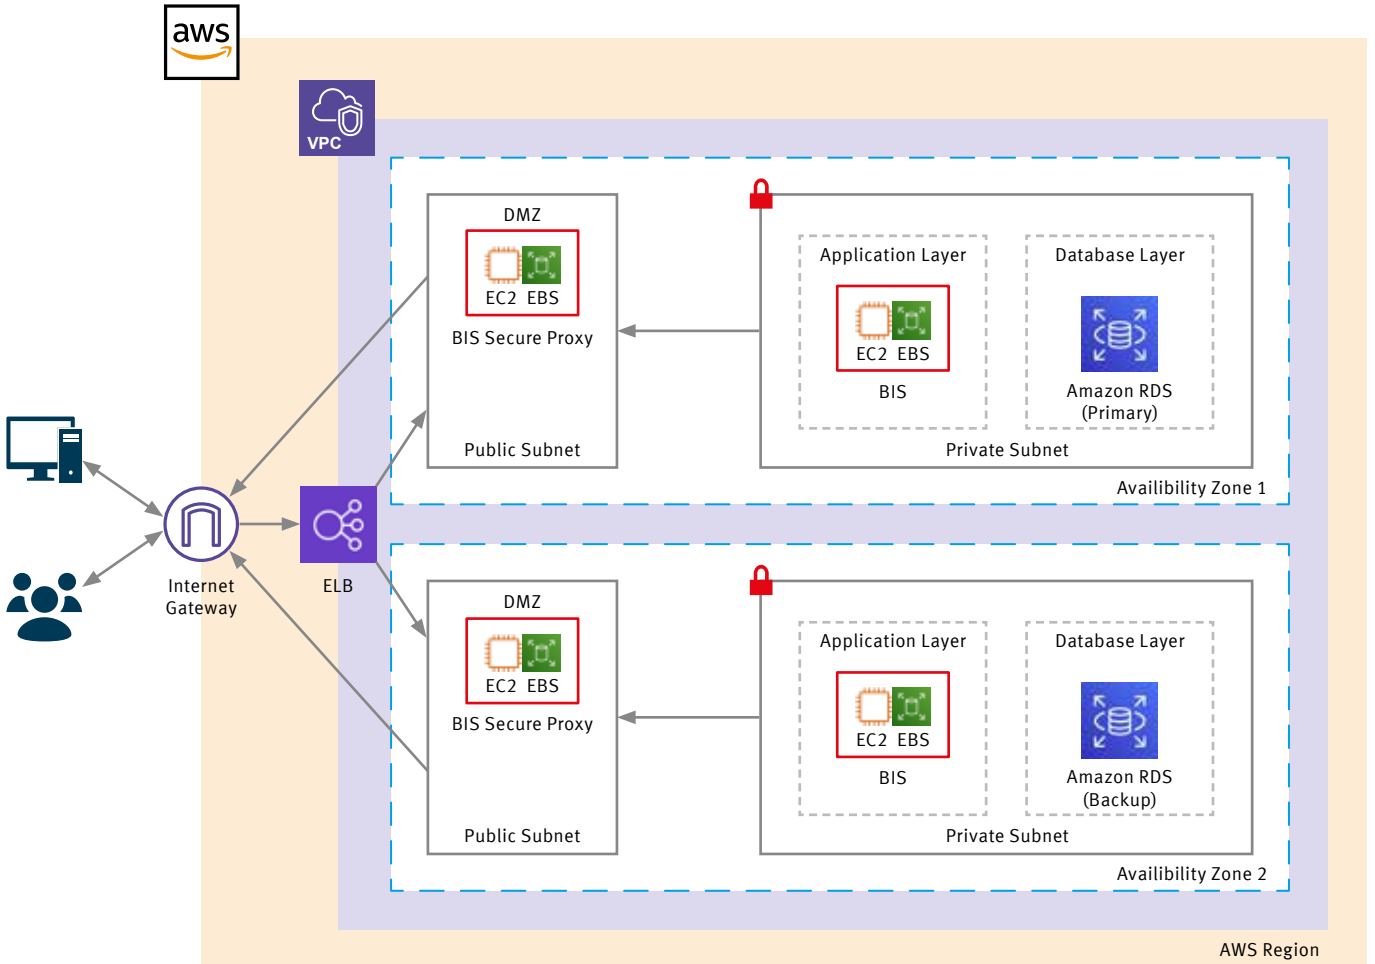 aws
VPC
DMZ
EC2 EBS
BIS Secure Proxy
Public Subnet
Application Layer
EC2 EBS
BIS
Database Layer
Amazon RDS
(Primary)
Private Subnet
Availibility Zone 1
Internet
Gateway
ELB
DMZ
EC2 EBS
BIS Secure Proxy
Public Subnet
Application Layer
EC2 EBS
BIS
Database Layer
Amazon RDS
(Backup)
Private Subnet
Availibility Zone 2
AWS Region